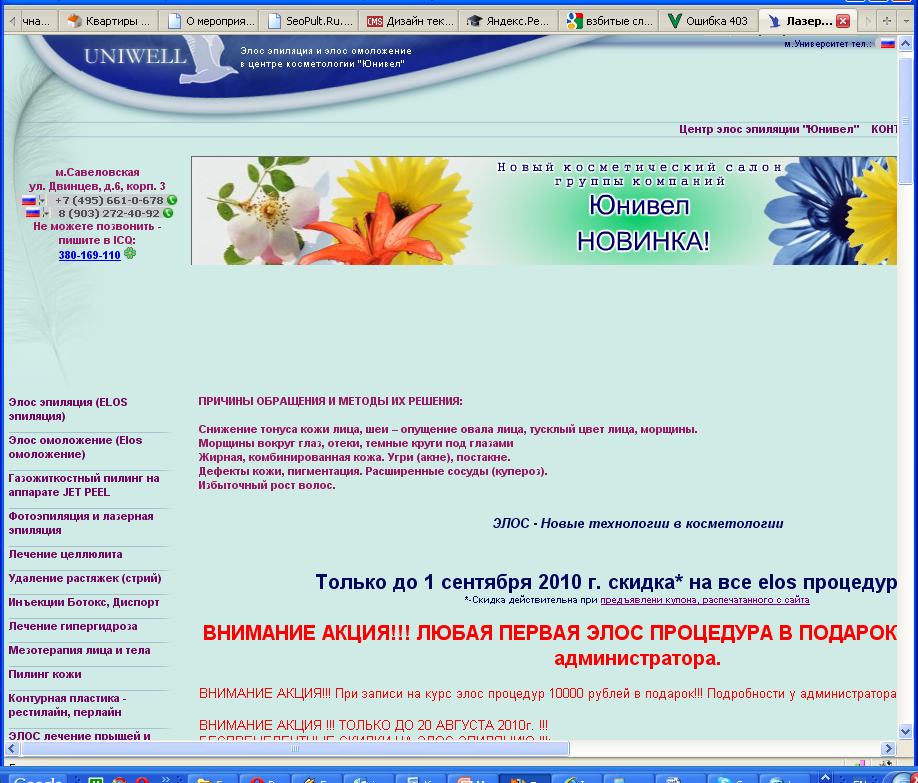 чна...
Квартиры ...
О мероприя...
SeoPult.Ru....
Дизайн тек...
Яндекс.Ре...
взбитые сл...
Ошибка 403
Лазер...
UNIWELL
Элос эпиляция и элос омоложение
в центре косметологии "Юнивел"
м.Университет тел.:
Центр элос эпиляции "Юнивел" КОНТ
м.Савеловская
ул. Двинцев, д.6, корп. 3
+7 (495) 661-0-678
8 (903) 272-40-92
Не можете позвонить -
пишите в ICQ:
380-169-110
Новый косметический салон
группы компаний
Юнивел
НОВИНКА!
Элос эпиляция (ELOS
эпиляция)
Элос омоложение (Elos
омоложение)
Газожиткостный пилинг на
аппарате JET PEEL
Фотоэпиляция и лазерная
эпиляция
Лечение целлюлита
Удаление растяжек (стрий)
Инъекции Ботокс, Диспорт
Лечение гипергидроза
Мезотерапия лица и тела
Пилинг кожи
Контурная пластика -
рестилайн, перлайн
ЭЛОС лечение прыщей и
ПРИЧИНЫ ОБРАЩЕНИЯ И МЕТОДЫ ИХ РЕШЕНИЯ:
Снижение тонуса кожи лица, шеи – опущение овала лица, тусклый цвет лица, морщины.
Морщины вокруг глаз, отеки, темные круги под глазами
Жирная, комбинированная кожа. Угри (акне), постакне.
Дефекты кожи, пигментация. Расширенные сосуды (купероз).
Избыточный рост волос.
ЭЛОС - Новые технологии в косметологии
Только до 1 сентября 2010 г. скидка* на все elos процедур
*-Скидка действительна при предъявлени купона, распечатанного с сайта
ВНИМАНИЕ АКЦИЯ!!! ЛЮБАЯ ПЕРВАЯ ЭЛОС ПРОЦЕДУРА В ПОДАРОК
администратора.
ВНИМАНИЕ АКЦИЯ!!! При записи на курс элос процедур 10000 рублей в подарок!!! Подробности у администратора
ВНИМАНИЕ АКЦИЯ !!! ТОЛЬКО ДО 20 АВГУСТА 2010г. !!!
БЕСПРЕЦЕДЕНТНЫЕ СКИДКИ НА ЭЛОС ЭПИЛЯЦИЮ !!!